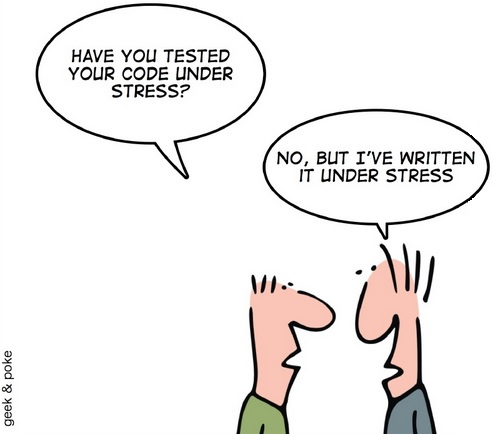 HAVE YOU TESTED
YOUR CODE UNDER
STRESS?
NO, BUT I'VE WRITTEN
IT UNDER STRESS
geek & poke